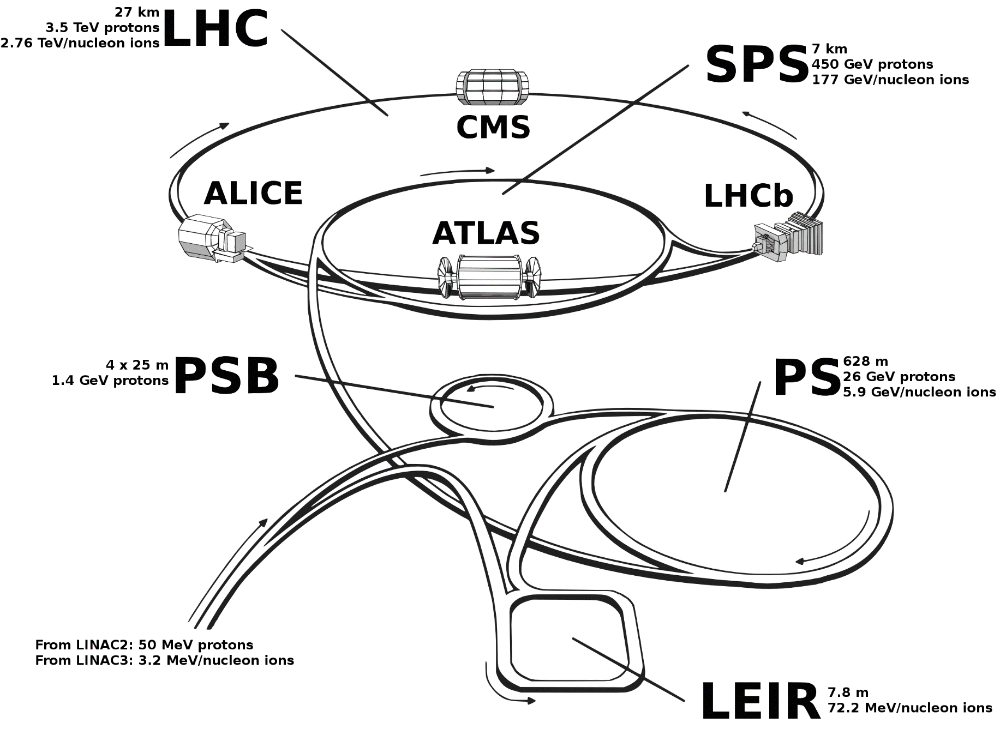 27 km
3.5 TeV protons
2.76 TeV/nucleon ions
LHC
SPS
7 km
450 GeV protons
177 GeV/nucleon ions
CMS
ALICE
LHCb
ATLAS
4 x 25 m
1.4 GeV protons
PSB
PS
628 m
26 GeV protons
5.9 GeV/nucleon ions
From LINAC2: 50 MeV protons
From LINAC3: 3.2 MeV/nucleon ions
LEIR
7.8 m
72.2 MeV/nucleon ions